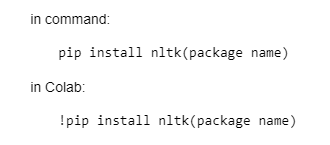 in command:
pip install nltk(package name)
in Colab:
!pip install nltk(package name)